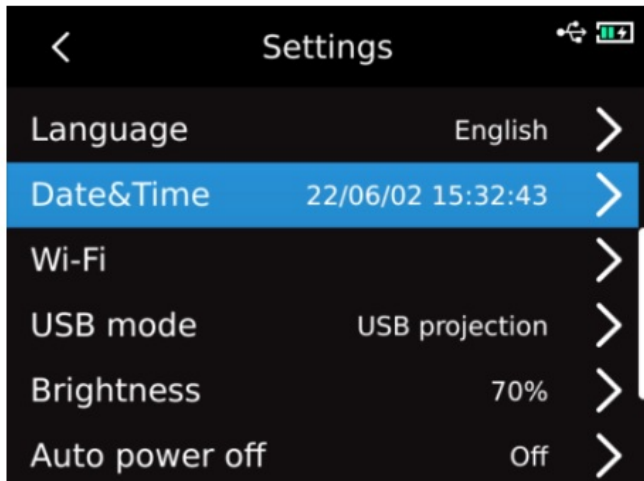 Settings
Language English
Date&Time 22/06/02 15:32:43
Wi-Fi
USB mode USB projection
Brightness 70%
Auto power off Off